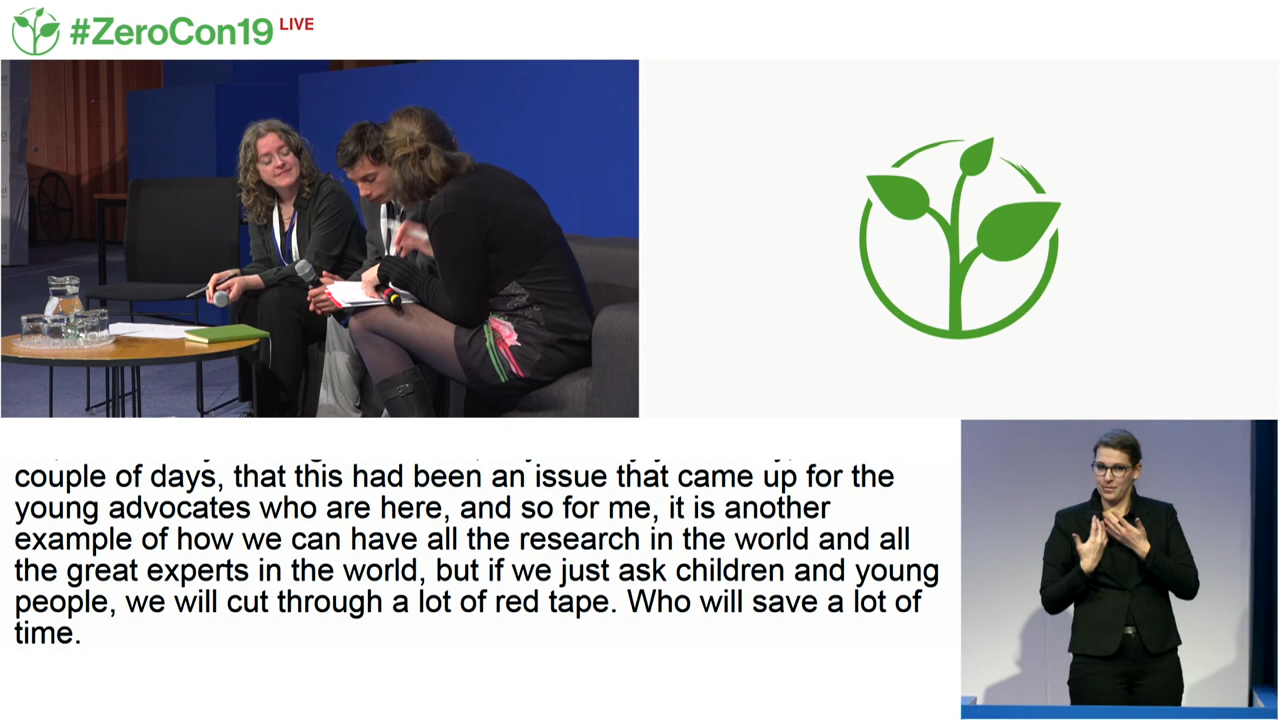 #ZeroCon19 LIVE
couple of days, that this had been an issue that came up for the
young advocates who are here, and so for me, it is another
example of how we can have all the research in the world and all
the great experts in the world, but if we just ask children and young
people, we will cut through a lot of red tape. Who will save a lot of
time.